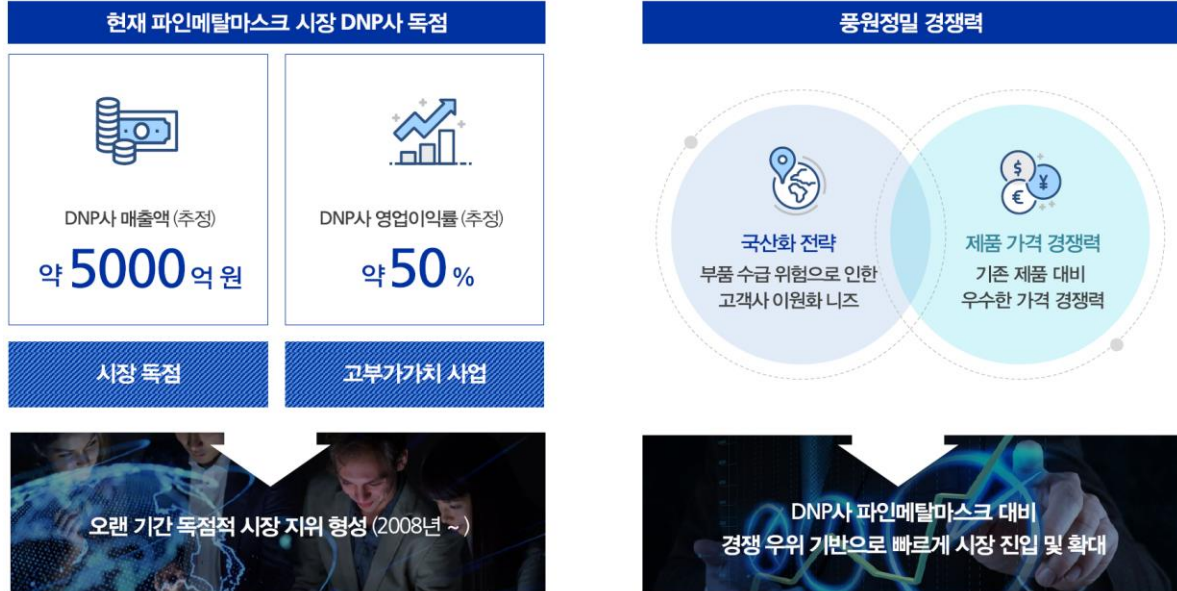 현재 파인메탈마스크 시장 DNP사 독점
DNP사 매출액 (추정)
약 5000 억 원
DNP사 영업이익률 (추정)
약 50 %
시장 독점
고부가가치 사업
오랜 기간 독점적 시장 지위 형성 (2008년 ~ )
풍원정밀 경쟁력
국산화 전략
부품 수급 위험으로 인한
고객사 이원화 니즈
$
¥
€
제품 가격 경쟁력
기존 제품 대비
우수한 가격 경쟁력
DNP사 파인메탈마스크 대비
경쟁 우위 기반으로 빠르게 시장 진입 및 확대